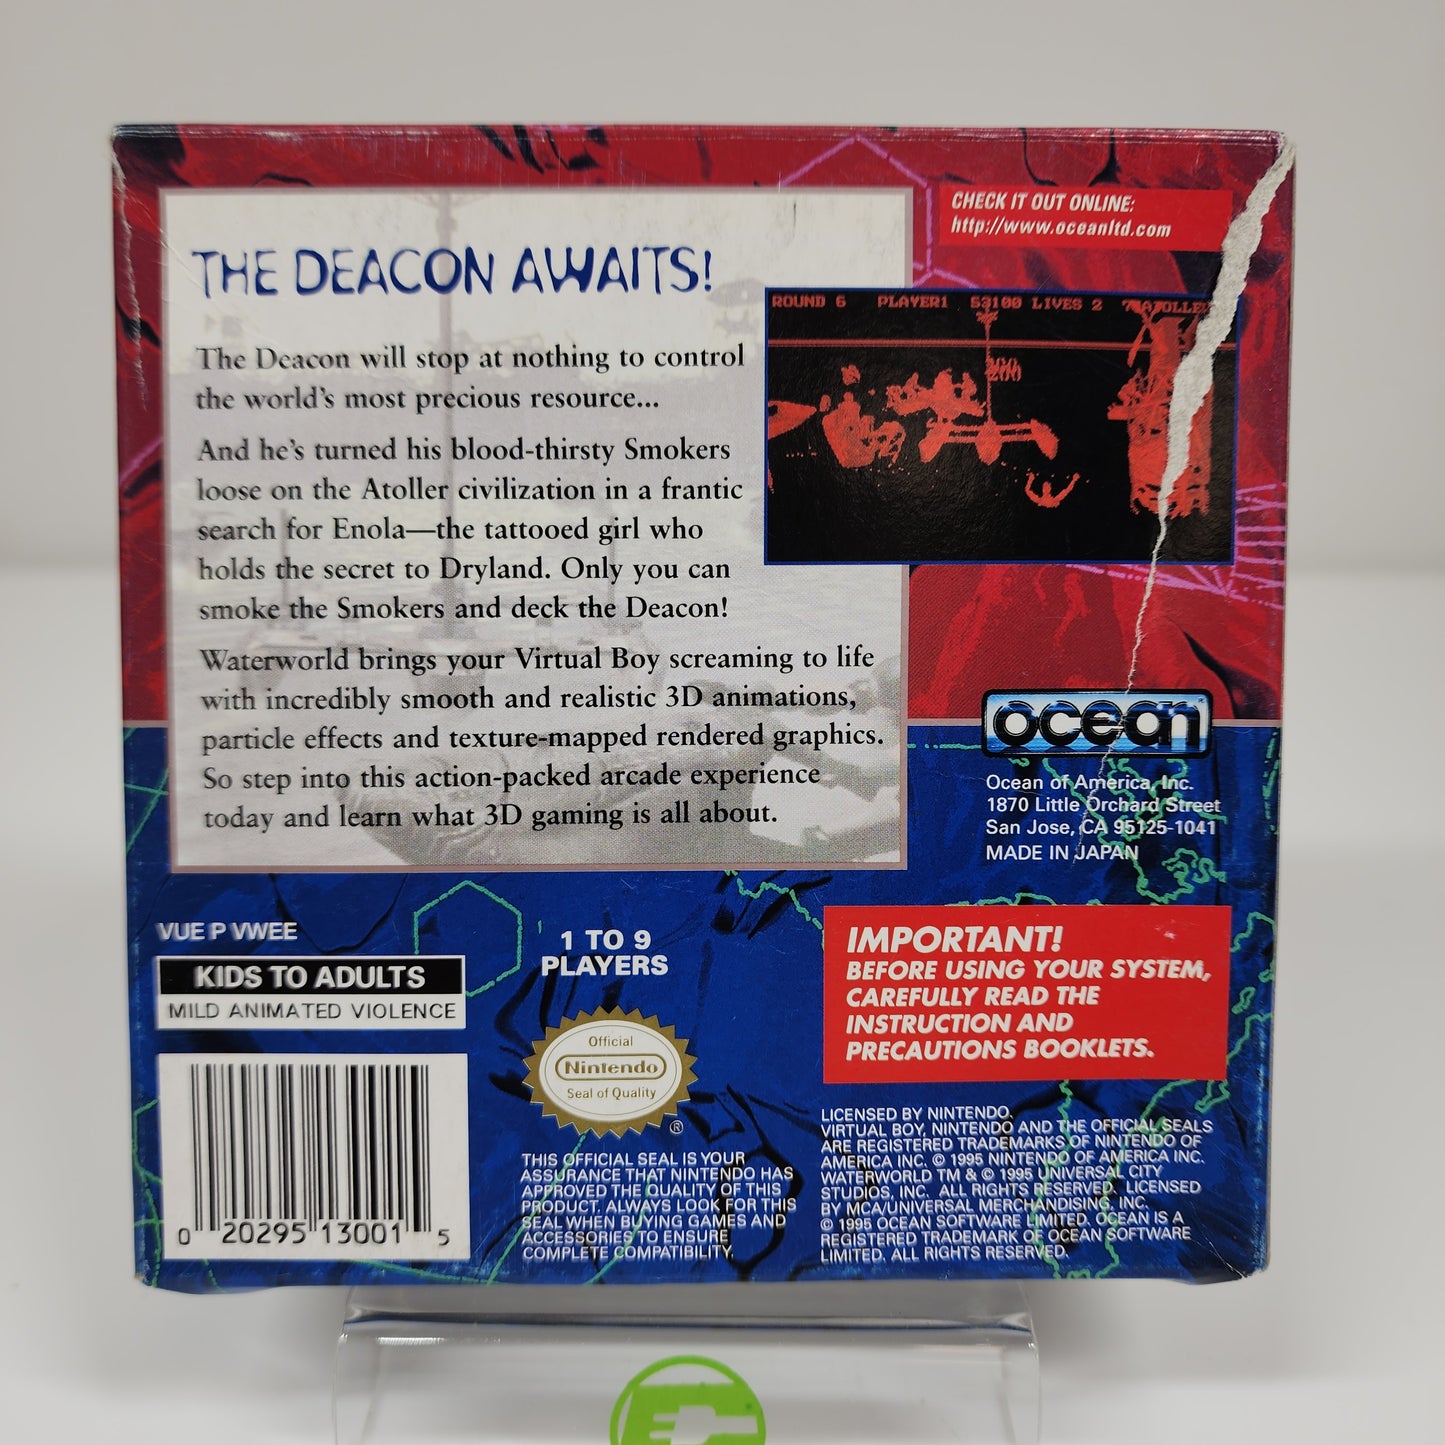 THE DEACON AWAITS!
The Deacon will stop at nothing to control
the world's most precious resource...
And he's turned his blood-thirsty Smokers
loose on the Atoller civilization in a frantic
search for Enola—the tattooed girl who
holds the secret to Dryland. Only you can
smoke the Smokers and deck the Deacon!
Waterworld brings your Virtual Boy screaming to life
with incredibly smooth and realistic 3D animations,
particle effects and texture-mapped rendered graphics.
So step into this action-packed arcade experience
today and learn what 3D gaming is all about.
CHECK IT OUT ONLINE:
http://www.oceanltd.com
ROUND 6 PLAYER1 53100 LIVES 2
200
ocean
Ocean of America, Inc.
1870 Little Orchard Street
San Jose, CA 95125-1041
MADE IN JAPAN
VUE P VWEE
KIDS TO ADULTS
MILD ANIMATED VIOLENCE
0 20295 13001 5
1 TO 9
PLAYERS
Official
Nintendo
Seal of Quality
®
THIS OFFICIAL SEAL IS YOUR
ASSURANCE THAT NINTENDO HAS
APPROVED THE QUALITY OF THIS
PRODUCT. ALWAYS LOOK FOR THIS
SEAL WHEN BUYING GAMES AND
ACCESSORIES TO ENSURE
COMPLETE COMPATIBILITY.
IMPORTANT!
BEFORE USING YOUR SYSTEM,
CAREFULLY READ THE
INSTRUCTION AND
PRECAUTIONS BOOKLETS.
LICENSED BY NINTENDO.
VIRTUAL BOY, NINTENDO AND THE OFFICIAL SEALS
ARE REGISTERED TRADEMARKS OF NINTENDO OF
AMERICA INC. © 1995 NINTENDO OF AMERICA INC.
WATERWORLD TM & © 1995 UNIVERSAL CITY
STUDIOS, INC. ALL RIGHTS RESERVED. LICENSED
BY MCA/UNIVERSAL MERCHANDISING, INC.
© 1995 OCEAN SOFTWARE LIMITED. OCEAN IS A
REGISTERED TRADEMARK OF OCEAN SOFTWARE
LIMITED. ALL RIGHTS RESERVED.